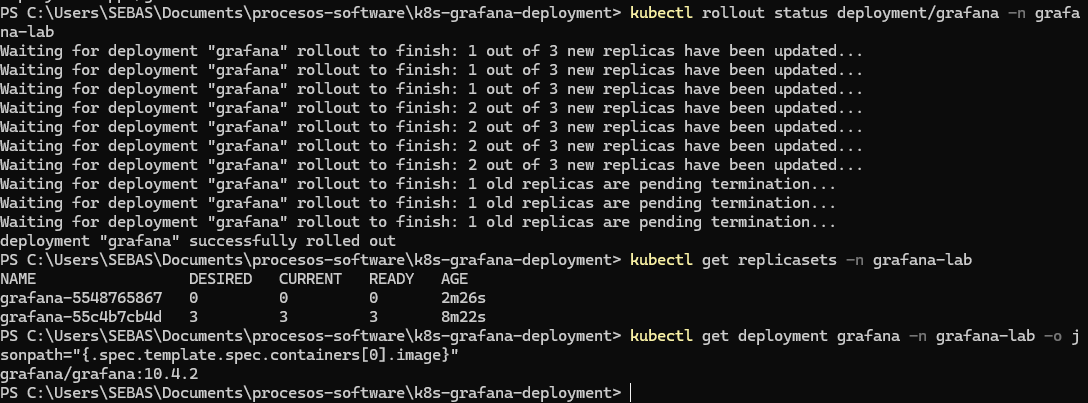 PS C:\Users\SEBAS\Documents\procesos-software\k8s-grafana-deployment> kubectl rollout status deployment/grafana -n grafa
na-lab
Waiting for deployment "grafana" rollout to finish: 1 out of 3 new replicas have been updated...
Waiting for deployment "grafana" rollout to finish: 1 out of 3 new replicas have been updated...
Waiting for deployment "grafana" rollout to finish: 1 out of 3 new replicas have been updated...
Waiting for deployment "grafana" rollout to finish: 2 out of 3 new replicas have been updated...
Waiting for deployment "grafana" rollout to finish: 2 out of 3 new replicas have been updated...
Waiting for deployment "grafana" rollout to finish: 2 out of 3 new replicas have been updated...
Waiting for deployment "grafana" rollout to finish: 2 out of 3 new replicas have been updated...
Waiting for deployment "grafana" rollout to finish: 1 old replicas are pending termination...
Waiting for deployment "grafana" rollout to finish: 1 old replicas are pending termination...
Waiting for deployment "grafana" rollout to finish: 1 old replicas are pending termination...
deployment "grafana" successfully rolled out
PS C:\Users\SEBAS\Documents\procesos-software\k8s-grafana-deployment> kubectl get replicasets -n grafana-lab
NAME                 DESIRED   CURRENT   READY   AGE
grafana-5548765867   0         0         0       2m26s
grafana-55c4b7cb4d   3         3         3       8m22s
PS C:\Users\SEBAS\Documents\procesos-software\k8s-grafana-deployment> kubectl get deployment grafana -n grafana-lab -o j
sonpath="{.spec.template.spec.containers[0].image}"
grafana/grafana:10.4.2
PS C:\Users\SEBAS\Documents\procesos-software\k8s-grafana-deployment>